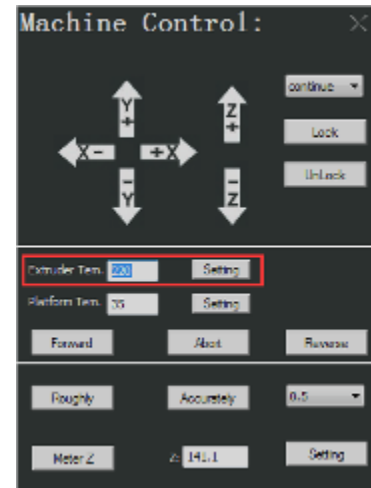 Machine Control:
continue
Y+
Z+
Lock
X-
+X
UnLock
-Y
-Z
Extruder Tem.
Setting
Platform Tem. 35 Setting
Forward Abort Reverse
Roughly Accurately 0.5
Meter Z Z: 141.1 Setting